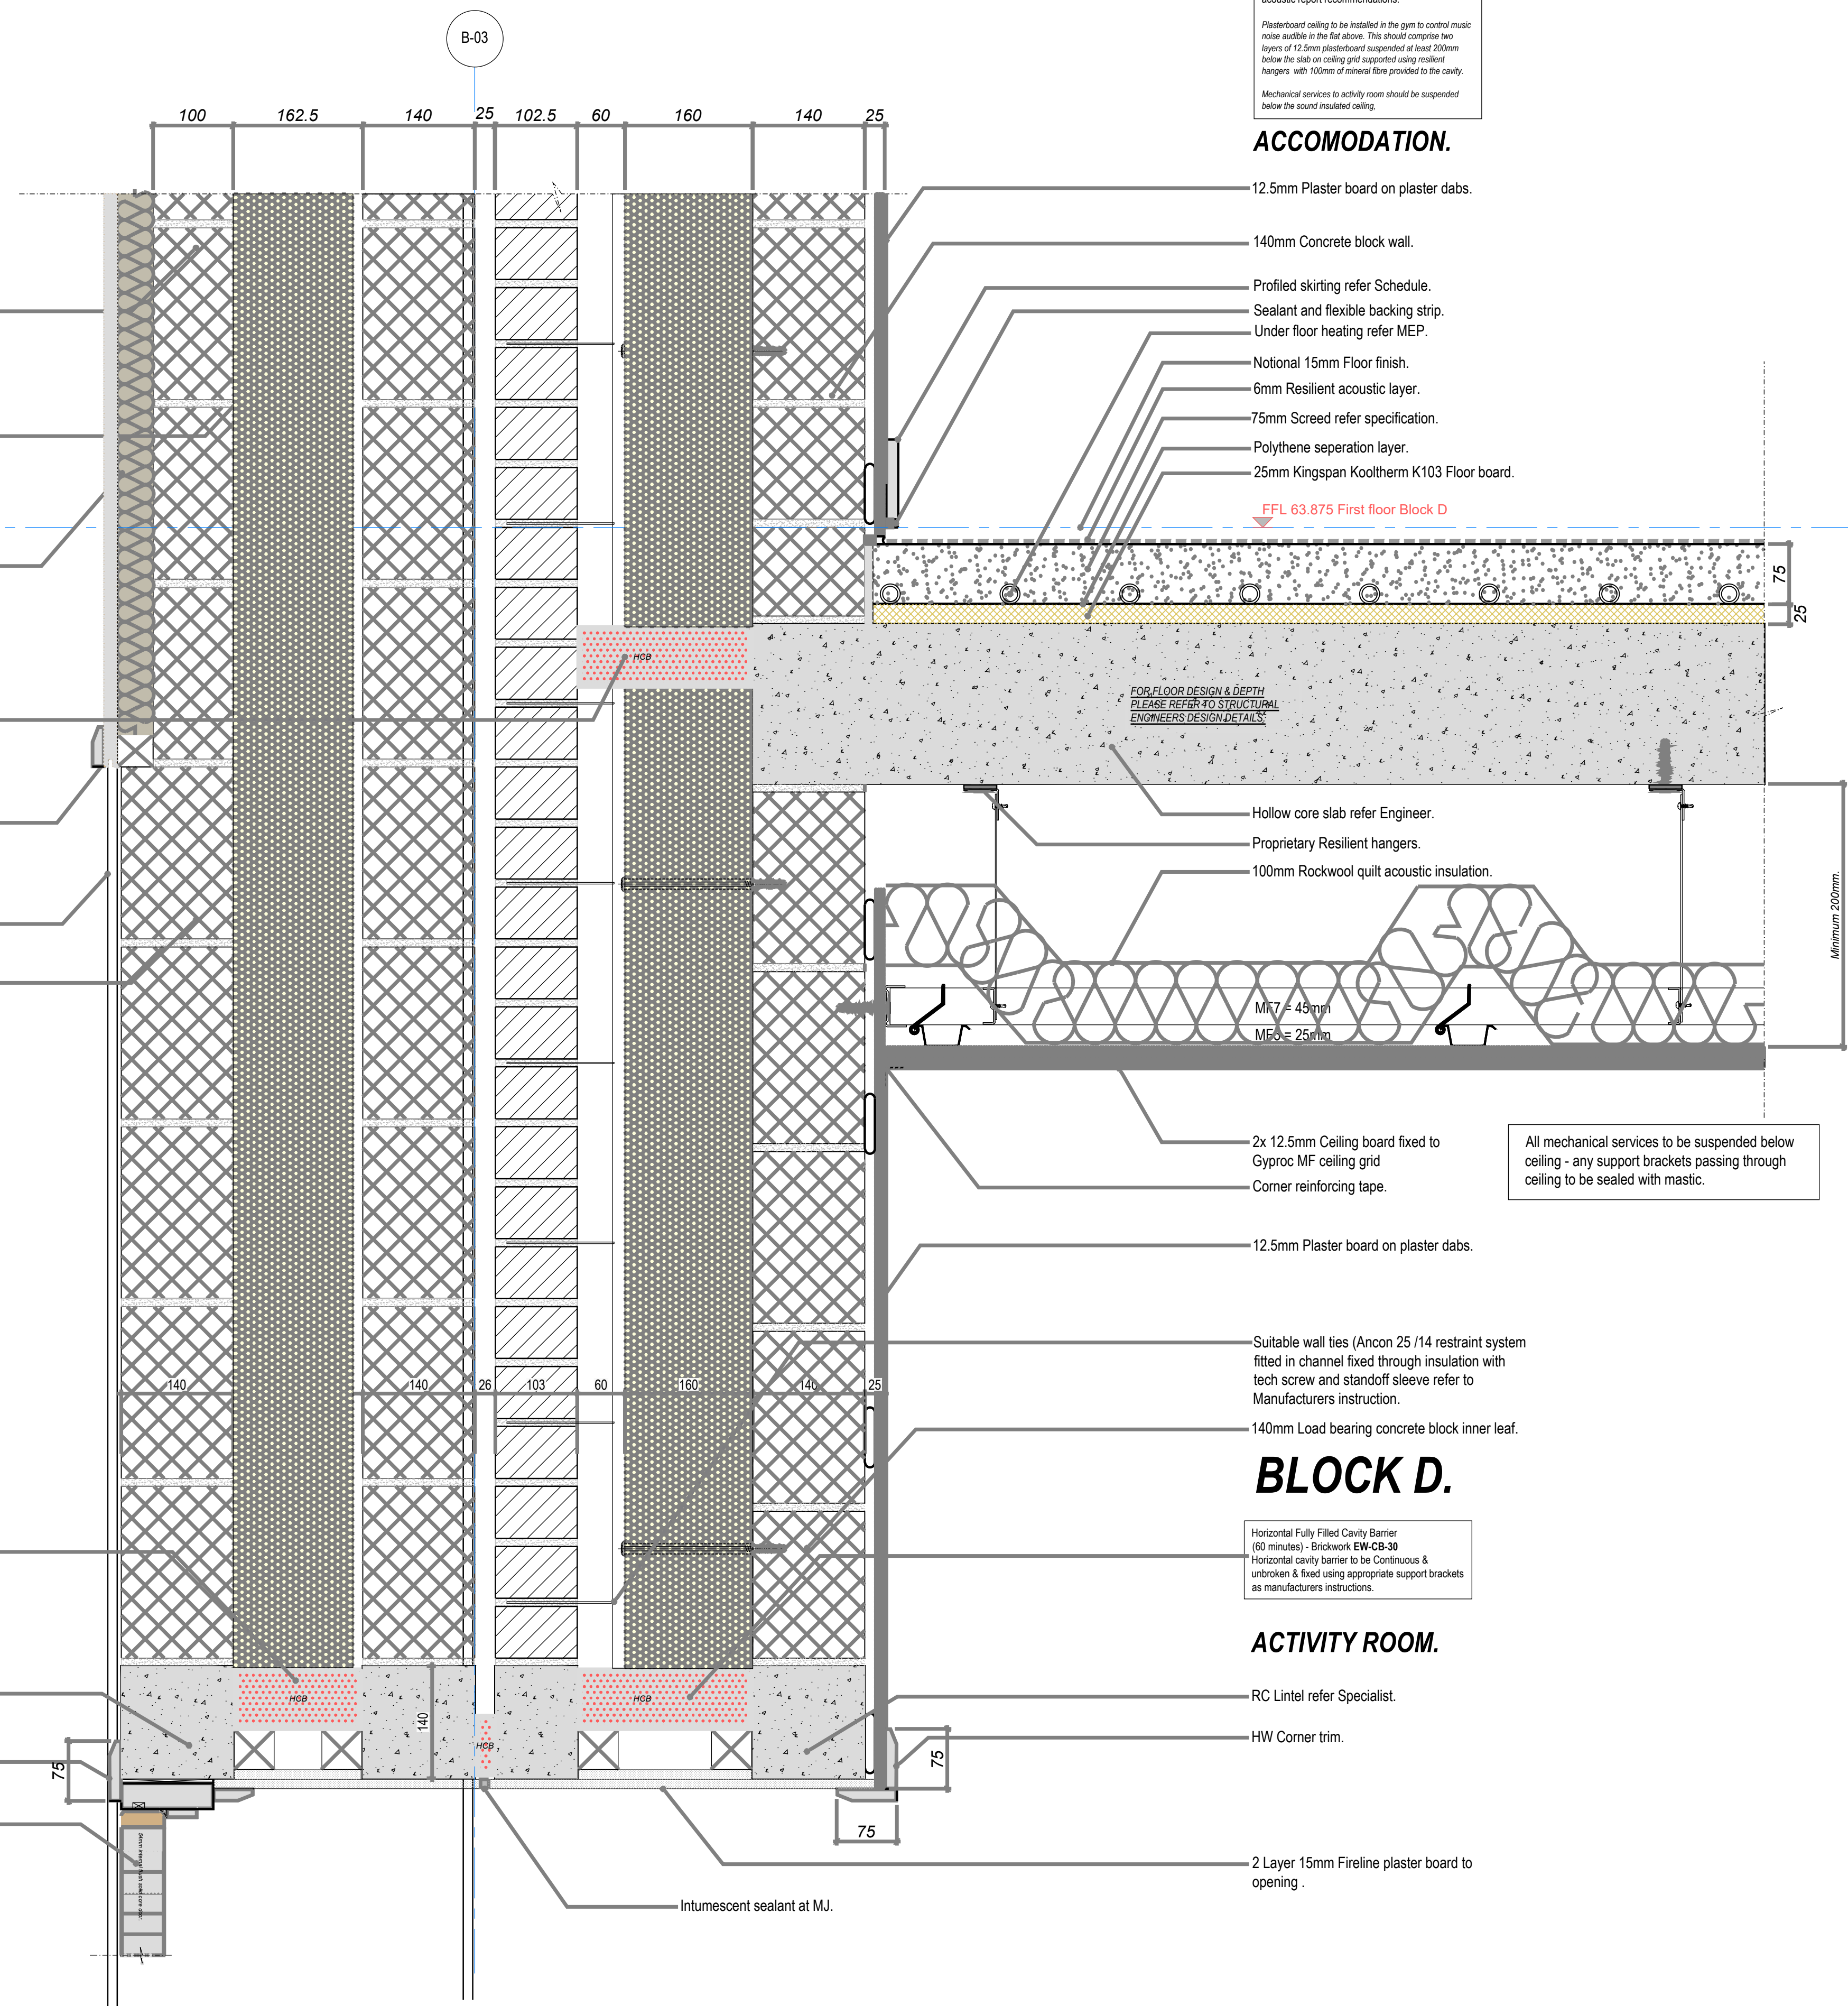 acoustic report recommendations.
Plasterboard ceiling to be installed in the gym to control music
noise audible in the flat above. This should comprise two
layers of 12.5mm plasterboard suspended at least 200mm
below the slab on ceiling grid supported using resilient
hangers with 100mm of mineral fibre provided to the cavity.
Mechanical services to activity room should be suspended
below the sound insulated ceiling,
B-03
100 162.5 140 25 102.5 60 160 140 25
ACCOMODATION.
12.5mm Plaster board on plaster dabs.
140mm Concrete block wall.
Profiled skirting refer Schedule.
Sealant and flexible backing strip.
Under floor heating refer MEP.
Notional 15mm Floor finish.
6mm Resilient acoustic layer.
75mm Screed refer specification.
Polythene seperation layer.
25mm Kingspan Kooltherm K103 Floor board.
FFL 63.875 First floor Block D
75
25
HCB
FOR FLOOR DESIGN & DEPTH
PLEASE REFER TO STRUCTURAL
ENGINEERS DESIGN DETAILS.
Hollow core slab refer Engineer.
Proprietary Resilient hangers.
100mm Rockwool quilt acoustic insulation.
Minimum 200mm.
MF7 = 45mm
MF5 = 25mm
2x 12.5mm Ceiling board fixed to
Gyproc MF ceiling grid
Corner reinforcing tape.
All mechanical services to be suspended below
ceiling - any support brackets passing through
ceiling to be sealed with mastic.
12.5mm Plaster board on plaster dabs.
Suitable wall ties (Ancon 25 /14 restraint system
fitted in channel fixed through insulation with
tech screw and standoff sleeve refer to
Manufacturers instruction.
140 140 26 103 60 160 140 25
140mm Load bearing concrete block inner leaf.
BLOCK D.
Horizontal Fully Filled Cavity Barrier
(60 minutes) - Brickwork EW-CB-30
Horizontal cavity barrier to be Continuous &
unbroken & fixed using appropriate support brackets
as manufacturers instructions.
ACTIVITY ROOM.
HCB
HCB
HCB
140
RC Lintel refer Specialist.
HW Corner trim.
75
75
75
54mm internal flush solid core door.
2 Layer 15mm Fireline plaster board to
opening .
Intumescent sealant at MJ.